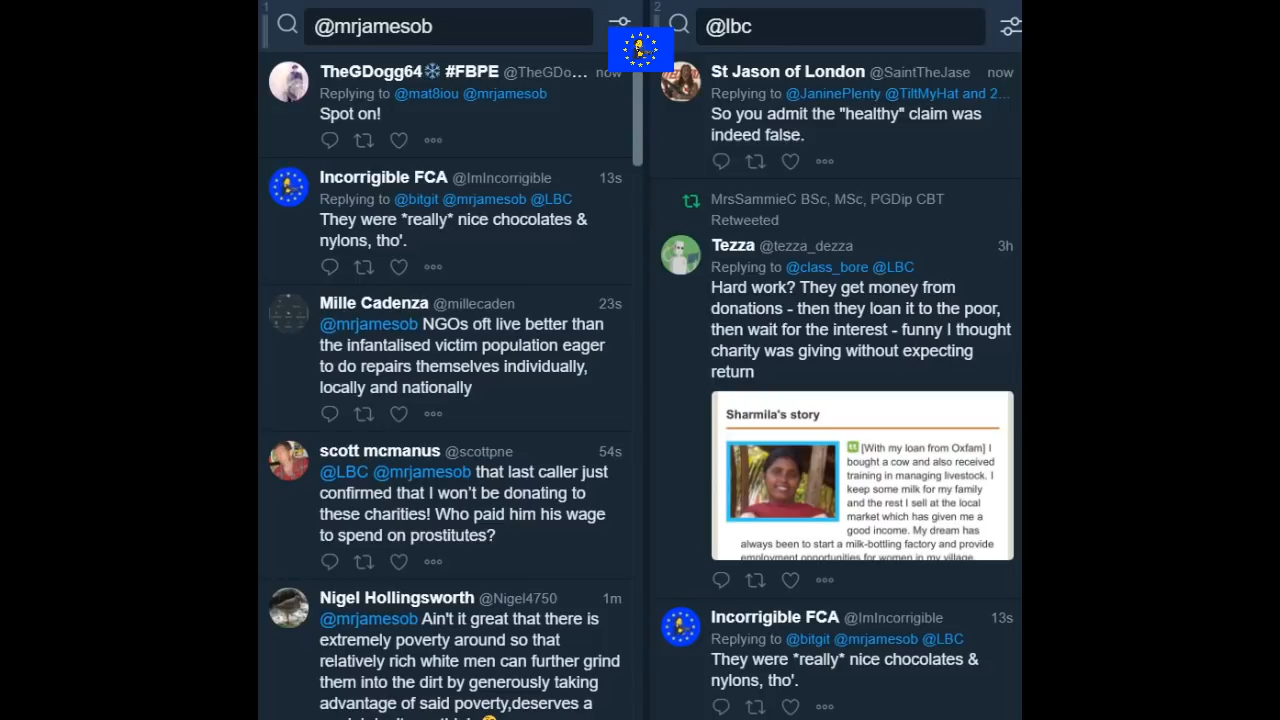 1
@mrjamesob
TheGDogg64❄ #FBPE @TheGDo... now
Replying to @mat8iou @mrjamesob
Spot on!
Incorrigible FCA @ImIncorrigible 13s
Replying to @bitgit @mrjamesob @LBC
They were *really* nice chocolates &
nylons, tho'.
Mille Cadenza @millecaden 23s
@mrjamesob NGOs oft live better than
the infantalised victim population eager
to do repairs themselves individually,
locally and nationally
scott mcmanus @scottpne 54s
@LBC @mrjamesob that last caller just
confirmed that I won't be donating to
these charities! Who paid him his wage
to spend on prostitutes?
Nigel Hollingsworth @Nigel4750 1m
@mrjamesob Ain't it great that there is
extremely poverty around so that
relatively rich white men can further grind
them into the dirt by generously taking
advantage of said poverty,deserves a
2
@lbc
St Jason of London @SaintTheJase now
Replying to @JaninePlenty @TiltMyHat and 2...
So you admit the "healthy" claim was
indeed false.
MrsSammieC BSc, MSc, PGDip CBT
Retweeted
Tezza @tezza_dezza 3h
Replying to @class_bore @LBC
Hard work? They get money from
donations - then they loan it to the poor,
then wait for the interest - funny I thought
charity was giving without expecting
return
Sharmila's story
[With my loan from Oxfam] I
bought a cow and also received
training in managing livestock. I
keep some milk for my family
and the rest I sell at the local
market which has given me a
good income. My dream has
always been to start a milk-bottling factory and provide
employment opportunities for women in my village.
Incorrigible FCA @ImIncorrigible 13s
Replying to @bitgit @mrjamesob @LBC
They were *really* nice chocolates &
nylons, tho'.